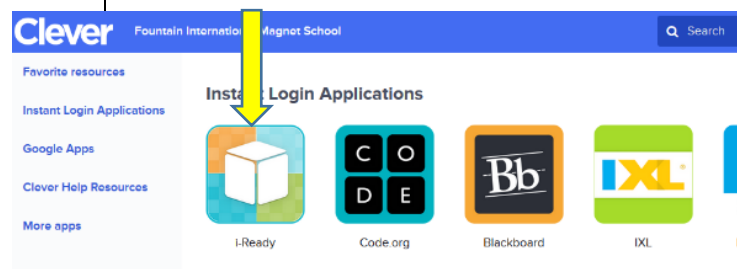 Clever Fountain International Magnet School Search
Favorite resources
Instant Login Applications
Google Apps
Clever Help Resources
More apps
Instant Login Applications
C O
D E
Bb
IXL
i-Ready Code.org Blackboard IXL